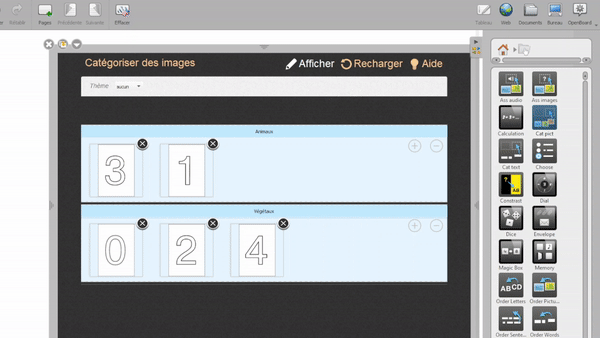 Rétablir Pages Précédente Suivante Effacer Tableau Web Documents Bureau OpenBoard
Catégoriser des images Afficher Recharger Aide
Thème aucun
Animaux
3 1
Végétaux
0 2 4
Ass audio Ass images
Calculation Cat pict
Cat text Choose
Constrast Dial
Dice Envelope
Magic Box Memory
ABCD
Order Letters Order Pictu...
Order Sente... Order Words